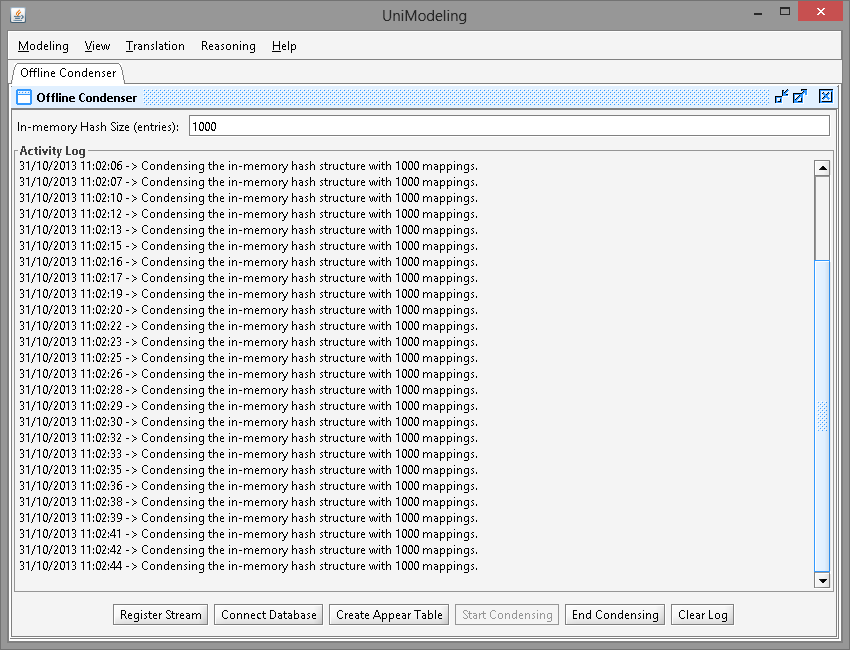 UniModeling
Modeling View Translation Reasoning Help
Offline Condenser
Offline Condenser
In-memory Hash Size (entries): 1000
Activity Log
31/10/2013 11:02:06 -> Condensing the in-memory hash structure with 1000 mappings.
31/10/2013 11:02:07 -> Condensing the in-memory hash structure with 1000 mappings.
31/10/2013 11:02:10 -> Condensing the in-memory hash structure with 1000 mappings.
31/10/2013 11:02:12 -> Condensing the in-memory hash structure with 1000 mappings.
31/10/2013 11:02:13 -> Condensing the in-memory hash structure with 1000 mappings.
31/10/2013 11:02:15 -> Condensing the in-memory hash structure with 1000 mappings.
31/10/2013 11:02:16 -> Condensing the in-memory hash structure with 1000 mappings.
31/10/2013 11:02:17 -> Condensing the in-memory hash structure with 1000 mappings.
31/10/2013 11:02:19 -> Condensing the in-memory hash structure with 1000 mappings.
31/10/2013 11:02:20 -> Condensing the in-memory hash structure with 1000 mappings.
31/10/2013 11:02:22 -> Condensing the in-memory hash structure with 1000 mappings.
31/10/2013 11:02:23 -> Condensing the in-memory hash structure with 1000 mappings.
31/10/2013 11:02:25 -> Condensing the in-memory hash structure with 1000 mappings.
31/10/2013 11:02:26 -> Condensing the in-memory hash structure with 1000 mappings.
31/10/2013 11:02:28 -> Condensing the in-memory hash structure with 1000 mappings.
31/10/2013 11:02:29 -> Condensing the in-memory hash structure with 1000 mappings.
31/10/2013 11:02:30 -> Condensing the in-memory hash structure with 1000 mappings.
31/10/2013 11:02:32 -> Condensing the in-memory hash structure with 1000 mappings.
31/10/2013 11:02:33 -> Condensing the in-memory hash structure with 1000 mappings.
31/10/2013 11:02:35 -> Condensing the in-memory hash structure with 1000 mappings.
31/10/2013 11:02:36 -> Condensing the in-memory hash structure with 1000 mappings.
31/10/2013 11:02:38 -> Condensing the in-memory hash structure with 1000 mappings.
31/10/2013 11:02:39 -> Condensing the in-memory hash structure with 1000 mappings.
31/10/2013 11:02:41 -> Condensing the in-memory hash structure with 1000 mappings.
31/10/2013 11:02:42 -> Condensing the in-memory hash structure with 1000 mappings.
31/10/2013 11:02:44 -> Condensing the in-memory hash structure with 1000 mappings.
Register Stream Connect Database Create Appear Table Start Condensing End Condensing Clear Log